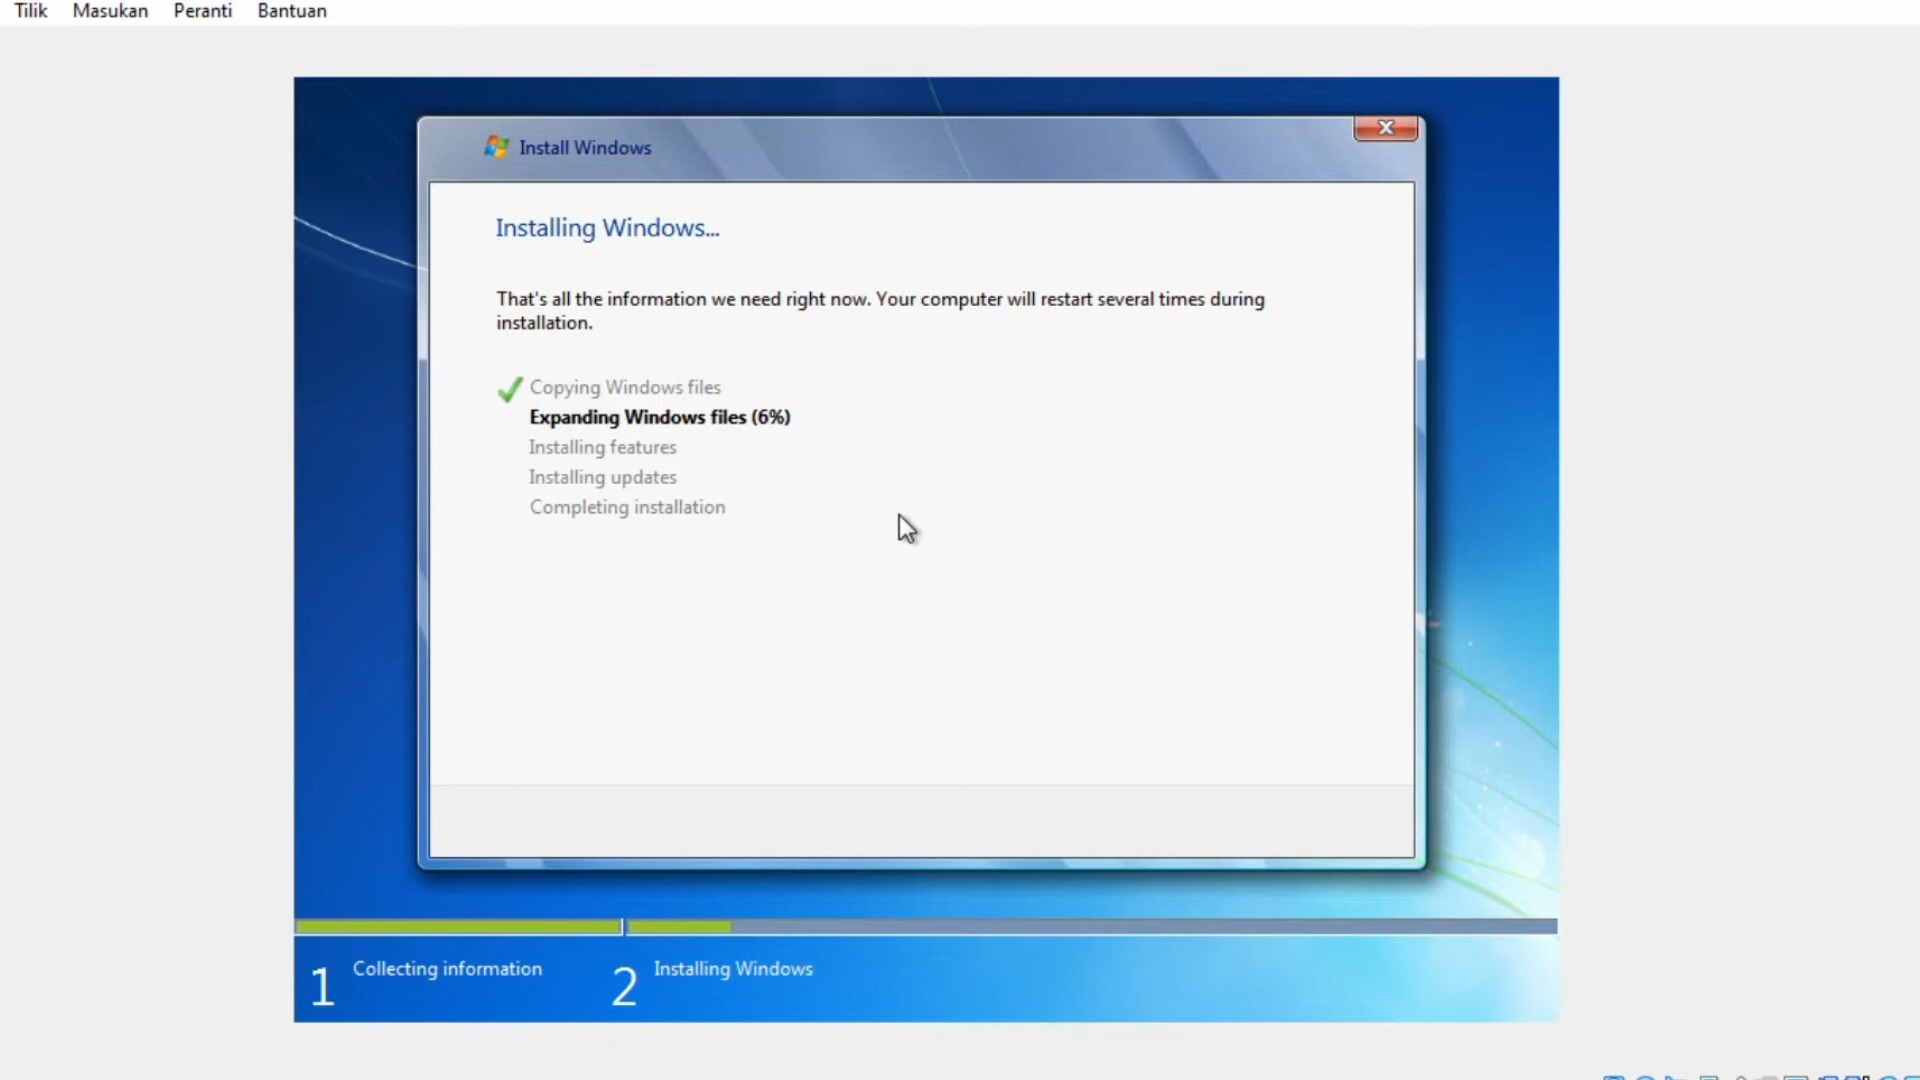 Tilik Masukan Peranti Bantuan
Install Windows
Installing Windows...
That's all the information we need right now. Your computer will restart several times during
installation.
Copying Windows files
Expanding Windows files (6%)
Installing features
Installing updates
Completing installation
1 Collecting information 2 Installing Windows